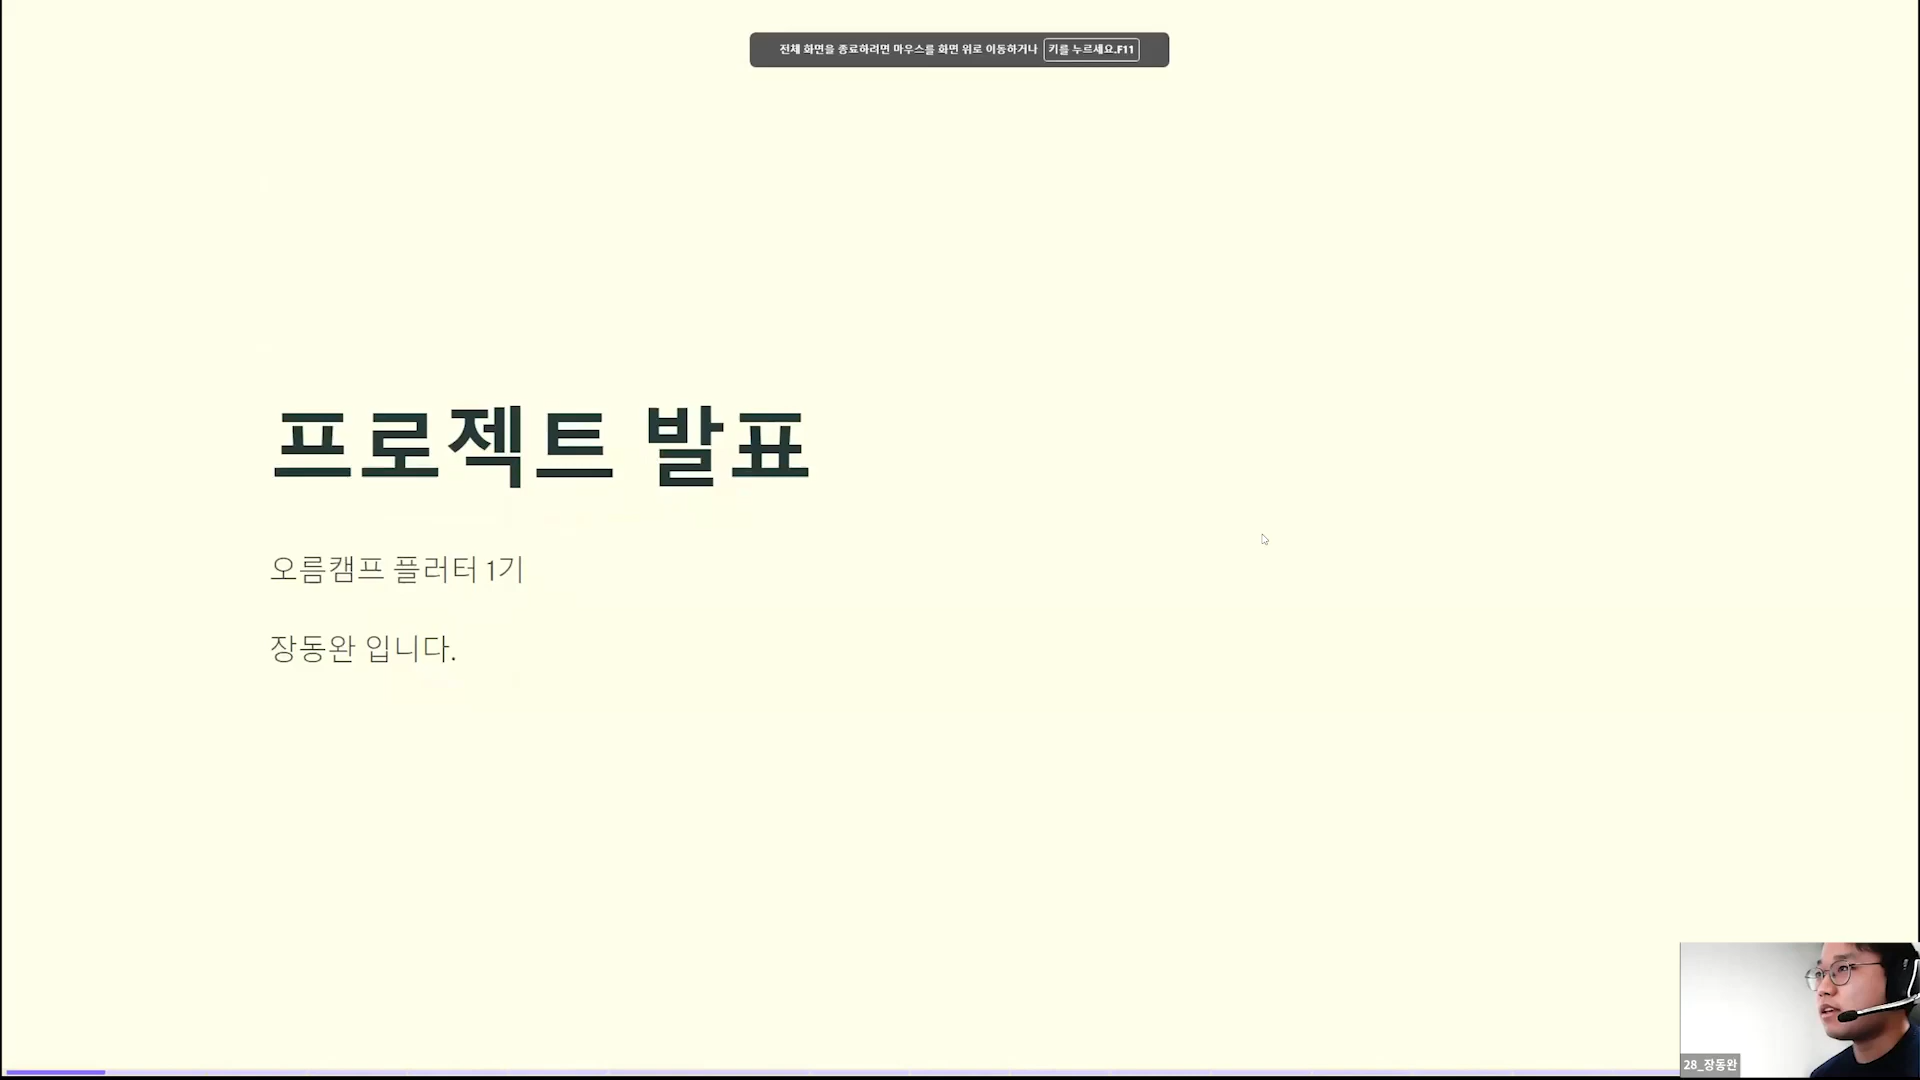 전체 화면을 종료하려면 마우스를 화면 위로 이동하거나 키를 누르세요.F11
프로젝트 발표
오름캠프 플러터 1기
장동완 입니다.
28_장동완